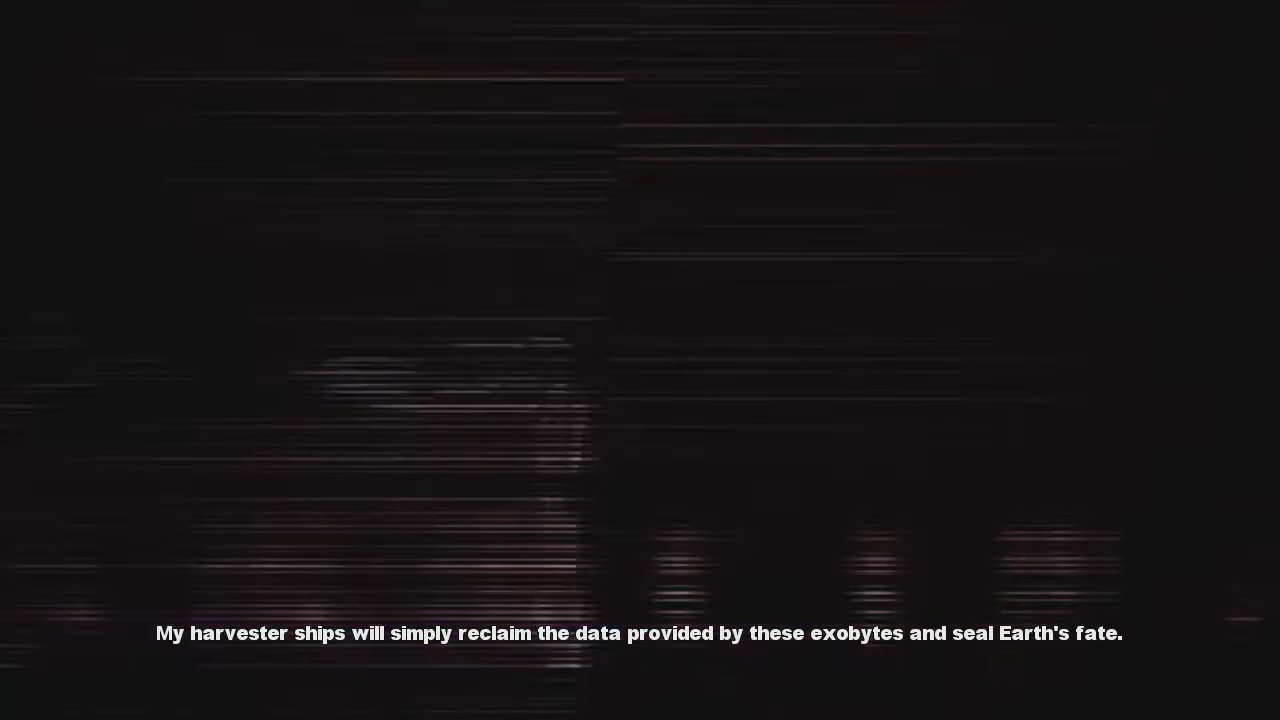 My harvester ships will simply reclaim the data provided by these exobytes and seal Earth's fate.